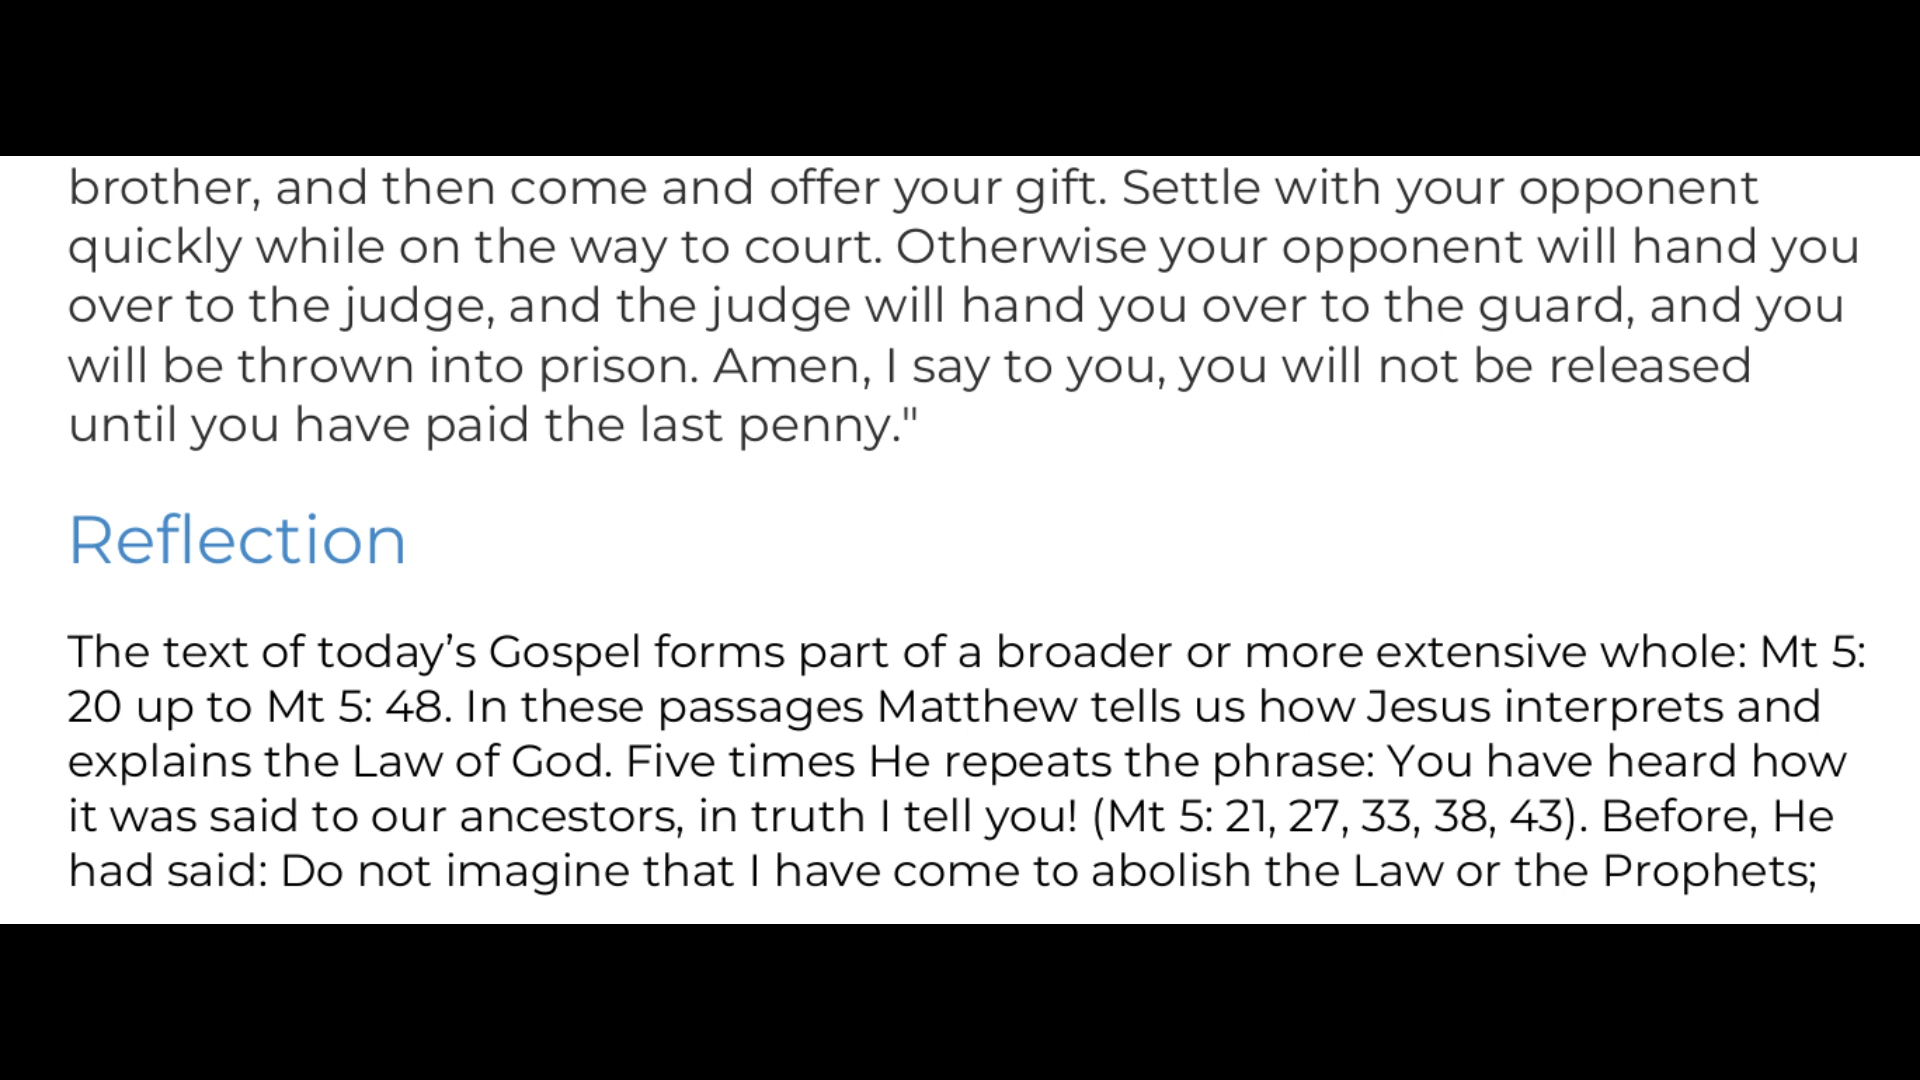 brother, and then come and offer your gift. Settle with your opponent
quickly while on the way to court. Otherwise your opponent will hand you
over to the judge, and the judge will hand you over to the guard, and you
will be thrown into prison. Amen, I say to you, you will not be released
until you have paid the last penny."
Reflection
The text of today’s Gospel forms part of a broader or more extensive whole: Mt 5:
20 up to Mt 5: 48. In these passages Matthew tells us how Jesus interprets and
explains the Law of God. Five times He repeats the phrase: You have heard how
it was said to our ancestors, in truth I tell you! (Mt 5: 21, 27, 33, 38, 43). Before, He
had said: Do not imagine that I have come to abolish the Law or the Prophets;